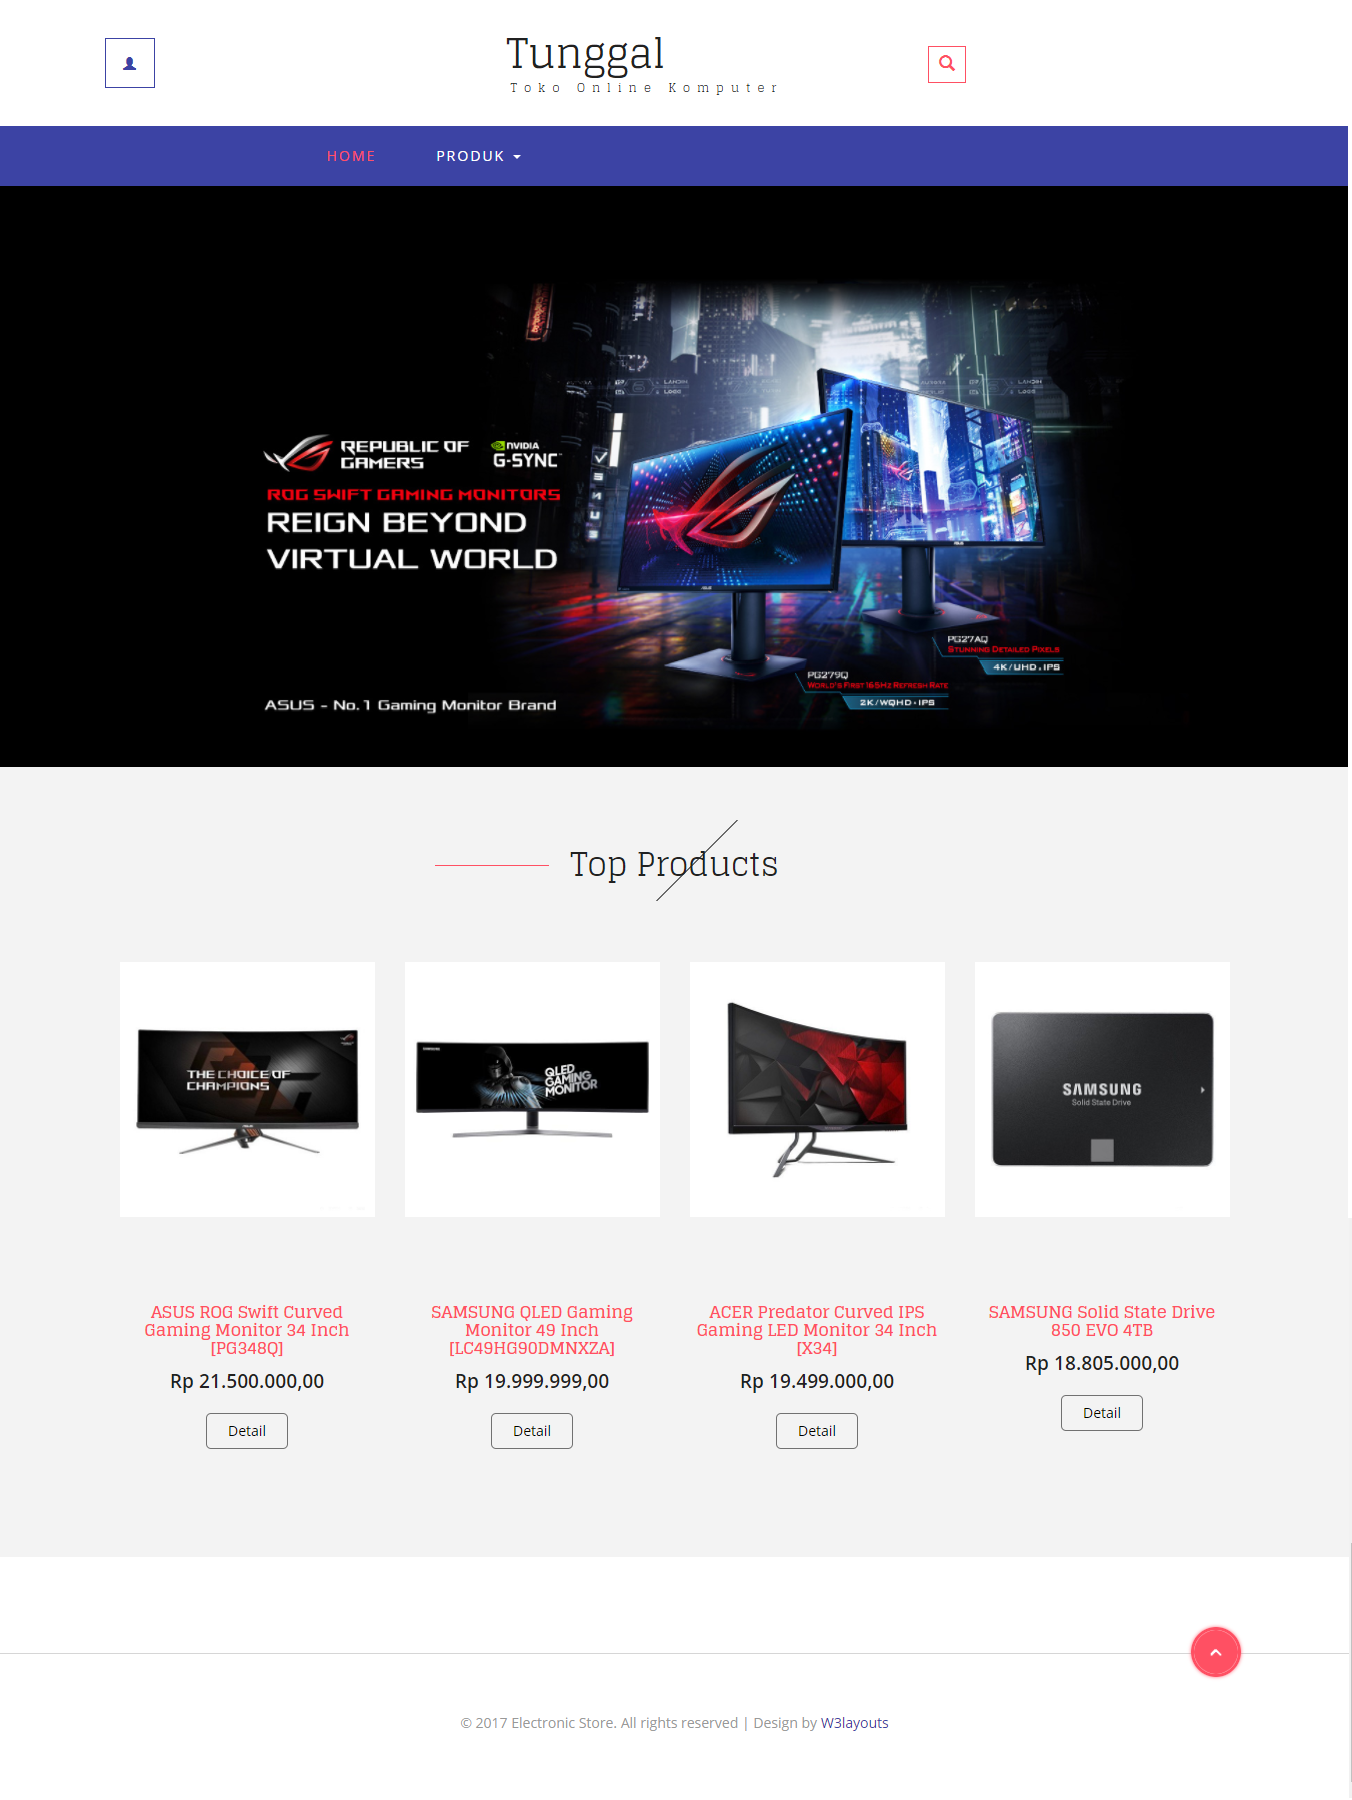 Tunggal
Toko Online Komputer
HOME
PRODUK
REPUBLIC OF
GAMERS
NVIDIA
G-SYNC
ROG SWIFT GAMING MONITORS
REIGN BEYOND
VIRTUAL WORLD
PG27AQ
STUNNING DETAILED PIXELS
4K/UHD.IPS
PG279Q
WORLD'S FIRST 165HZ REFRESH RATE
2K/WQHD-IPS
ASUS - No.1 Gaming Monitor Brand
Top Products
THE CHOICE OF
CHAMPIONS
SAMSUNG
QLED
GAMING
MONITOR
SAMSUNG
Solid State Drive
ASUS ROG Swift Curved
Gaming Monitor 34 Inch
[PG348Q]
Rp 21.500.000,00
Detail
SAMSUNG QLED Gaming
Monitor 49 Inch
[LC49HG90DMNXZA]
Rp 19.999.999,00
Detail
ACER Predator Curved IPS
Gaming LED Monitor 34 Inch
[X34]
Rp 19.499.000,00
Detail
SAMSUNG Solid State Drive
850 EVO 4TB
Rp 18.805.000,00
Detail
© 2017 Electronic Store. All rights reserved | Design by W3layouts